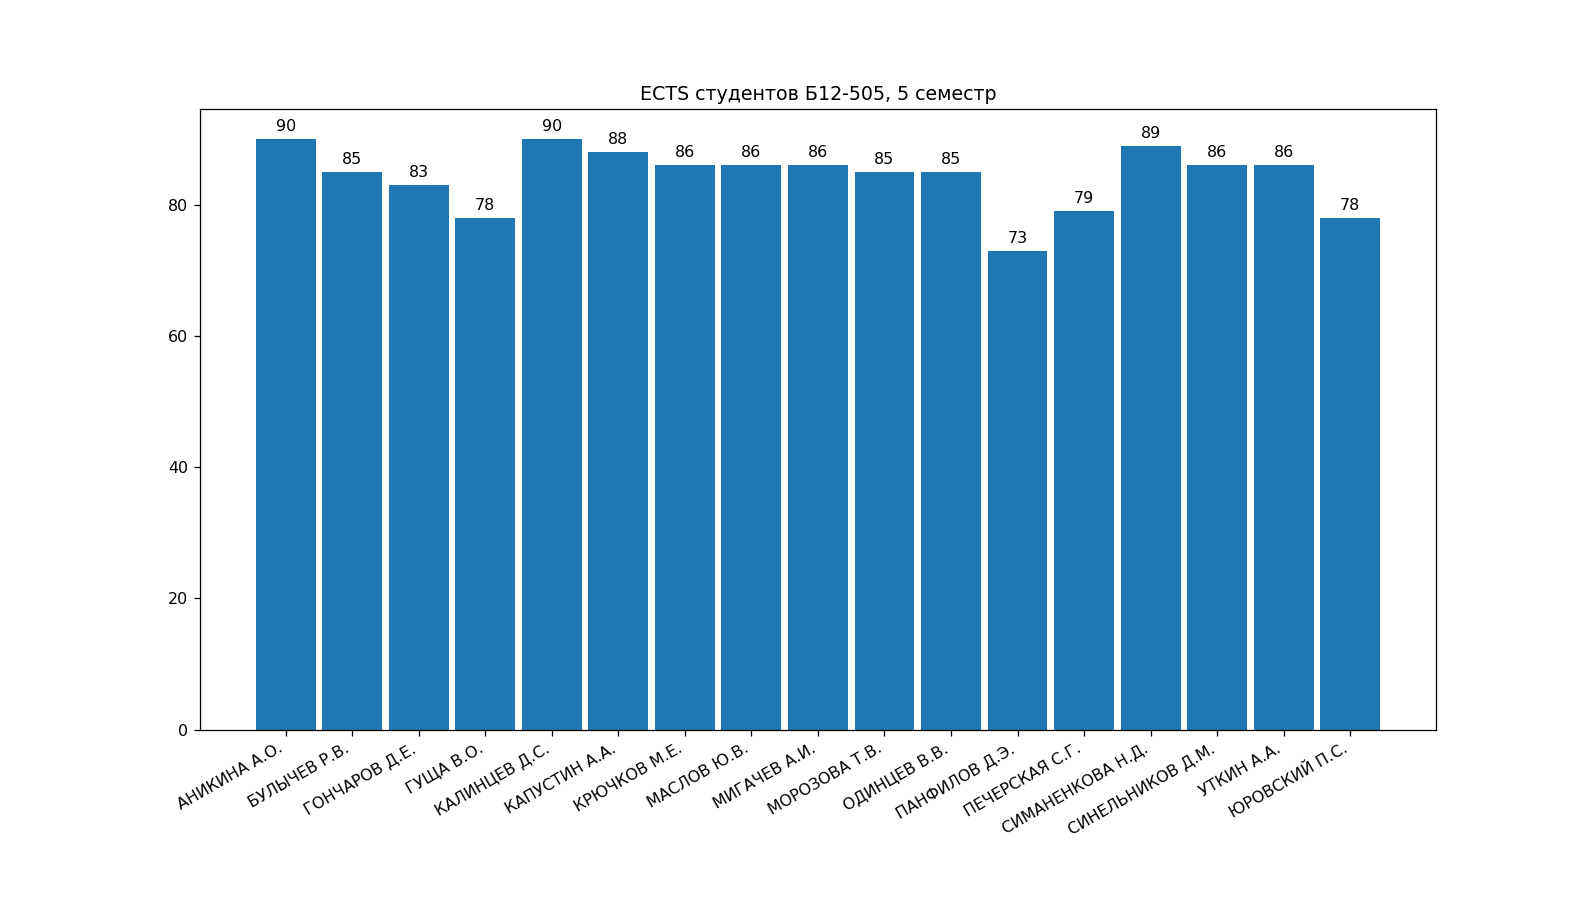 ECTS студентов Б12-505, 5 семестр
90
85
83
78
90
88
86
86
86
85
85
73
79
89
86
86
78
80
60
40
20
0
АНИКИНА А.О.
БУЛЫЧЕВ Р.В.
ГОНЧАРОВ Д.Е.
ГУЩА В.О.
КАЛИНЦЕВ Д.С.
КАПУСТИН А.А.
КРЮЧКОВ М.Е.
МАСЛОВ Ю.В.
МИГАЧЕВ А.И.
МОРОЗОВА Т.В.
ОДИНЦЕВ В.В.
ПАНФИЛОВ Д.Э.
ПЕЧЕРСКАЯ С.Г.
СИМАНЕНКОВА Н.Д.
СИНЕЛЬНИКОВ Д.М.
УТКИН А.А.
ЮРОВСКИЙ П.С.